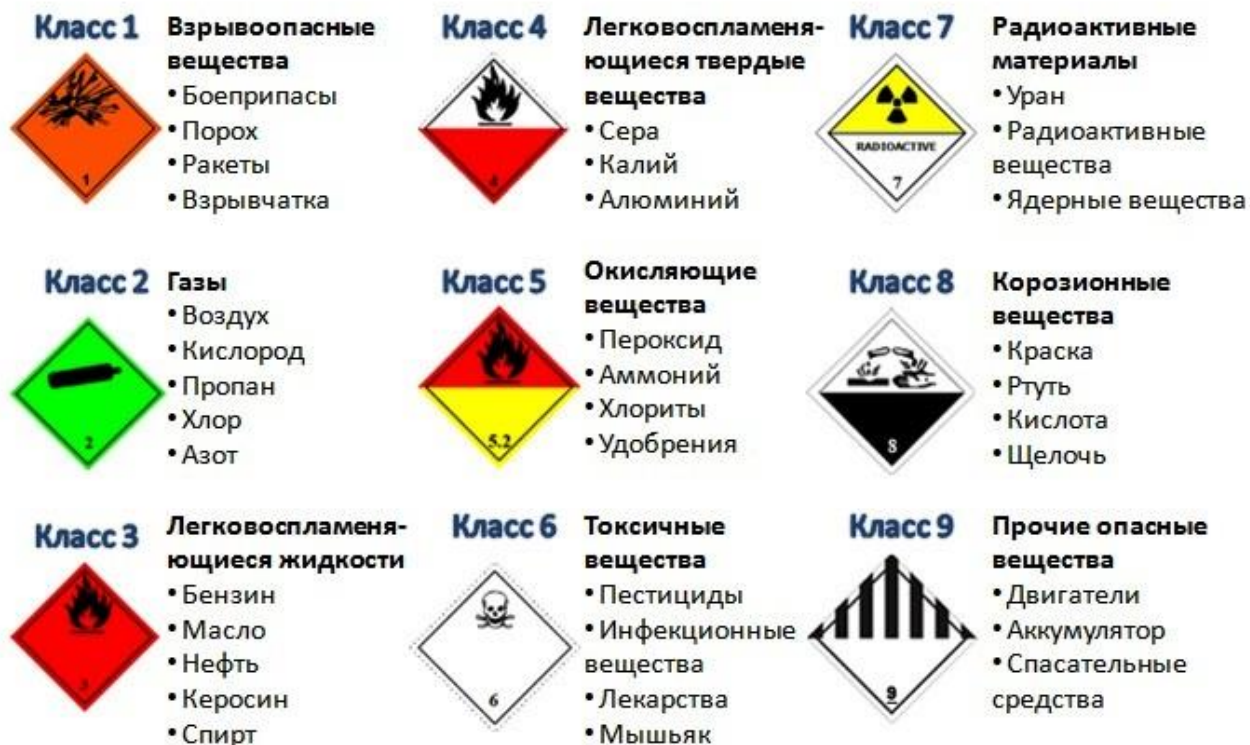 Класс 1
Взрывоопасные
вещества
• Боеприпасы
• Порох
• Ракеты
• Взрывчатка
1
Класс 4
Легковоспламеня-
ющиеся твердые
вещества
• Сера
• Калий
• Алюминий
4
Класс 7
Радиоактивные
материалы
• Уран
• Радиоактивные
вещества
• Ядерные вещества
RADIOACTIVE
7
Класс 2
Газы
• Воздух
• Кислород
• Пропан
• Хлор
• Азот
2
Класс 5
Окисляющие
вещества
• Пероксид
• Аммоний
• Хлориты
• Удобрения
5.2
Класс 8
Корозионные
вещества
• Краска
• Ртуть
• Кислота
• Щелочь
8
Класс 3
Легковоспламеня-
ющиеся жидкости
• Бензин
• Масло
• Нефть
• Керосин
• Спирт
3
Класс 6
Токсичные
вещества
• Пестициды
• Инфекционные
вещества
• Лекарства
• Мышьяк
6
Класс 9
Прочие опасные
вещества
• Двигатели
• Аккумулятор
• Спасательные
средства
9